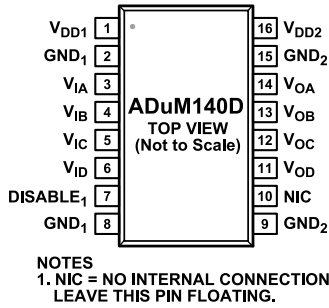 VDD1 1 16 VDD2
GND1 2 15 GND2
VIA 3 14 VOA
VIB 4 ADuM140D 13 VOB
VIC 5 TOP VIEW 12 VOC
(Not to Scale)
VID 6 11 VOD
DISABLE1 7 10 NIC
GND1 8 9 GND2
NOTES
1. NIC = NO INTERNAL CONNECTION
LEAVE THIS PIN FLOATING.